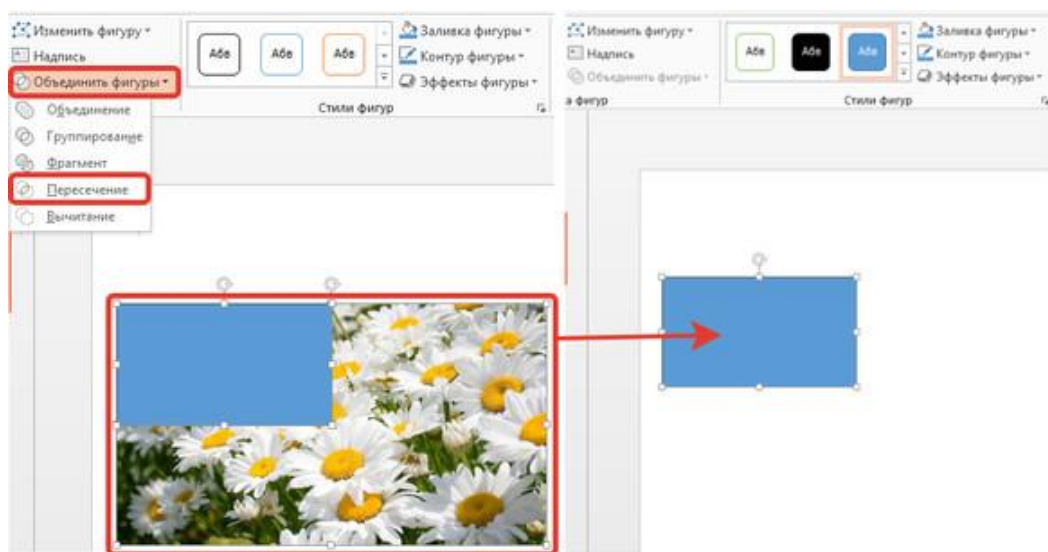 Изменить фигуру
Надпись
Объединить фигуры
Объединение
Группирование
Фрагмент
Пересечение
Вычитание
Абв Абв Абв
Заливка фигуры
Контур фигуры
Эффекты фигуры
Стили фигур
Изменить фигуру
Надпись
Объединить фигуры
а фигур
Абв Абв Абв
Заливка фигуры
Контур фигуры
Эффекты фигуры
Стили фигур